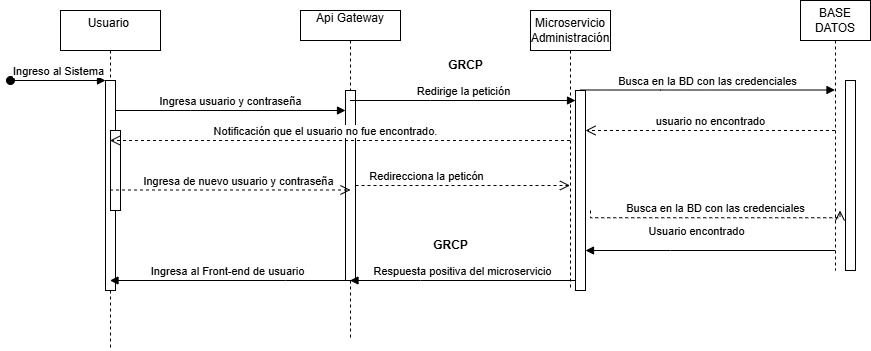 Usuario
Api Gateway
Microservicio
Administración
BASE
DATOS
Ingreso al Sistema
GRCP
Busca en la BD con las credenciales
Ingresa usuario y contraseña
Redirige la petición
usuario no encontrado
Notificación que el usuario no fue encontrado.
Ingresa de nuevo usuario y contraseña
Redirecciona la peticón
Busca en la BD con las credenciales
Usuario encontrado
GRCP
Ingresa al Front-end de usuario
Respuesta positiva del microservicio